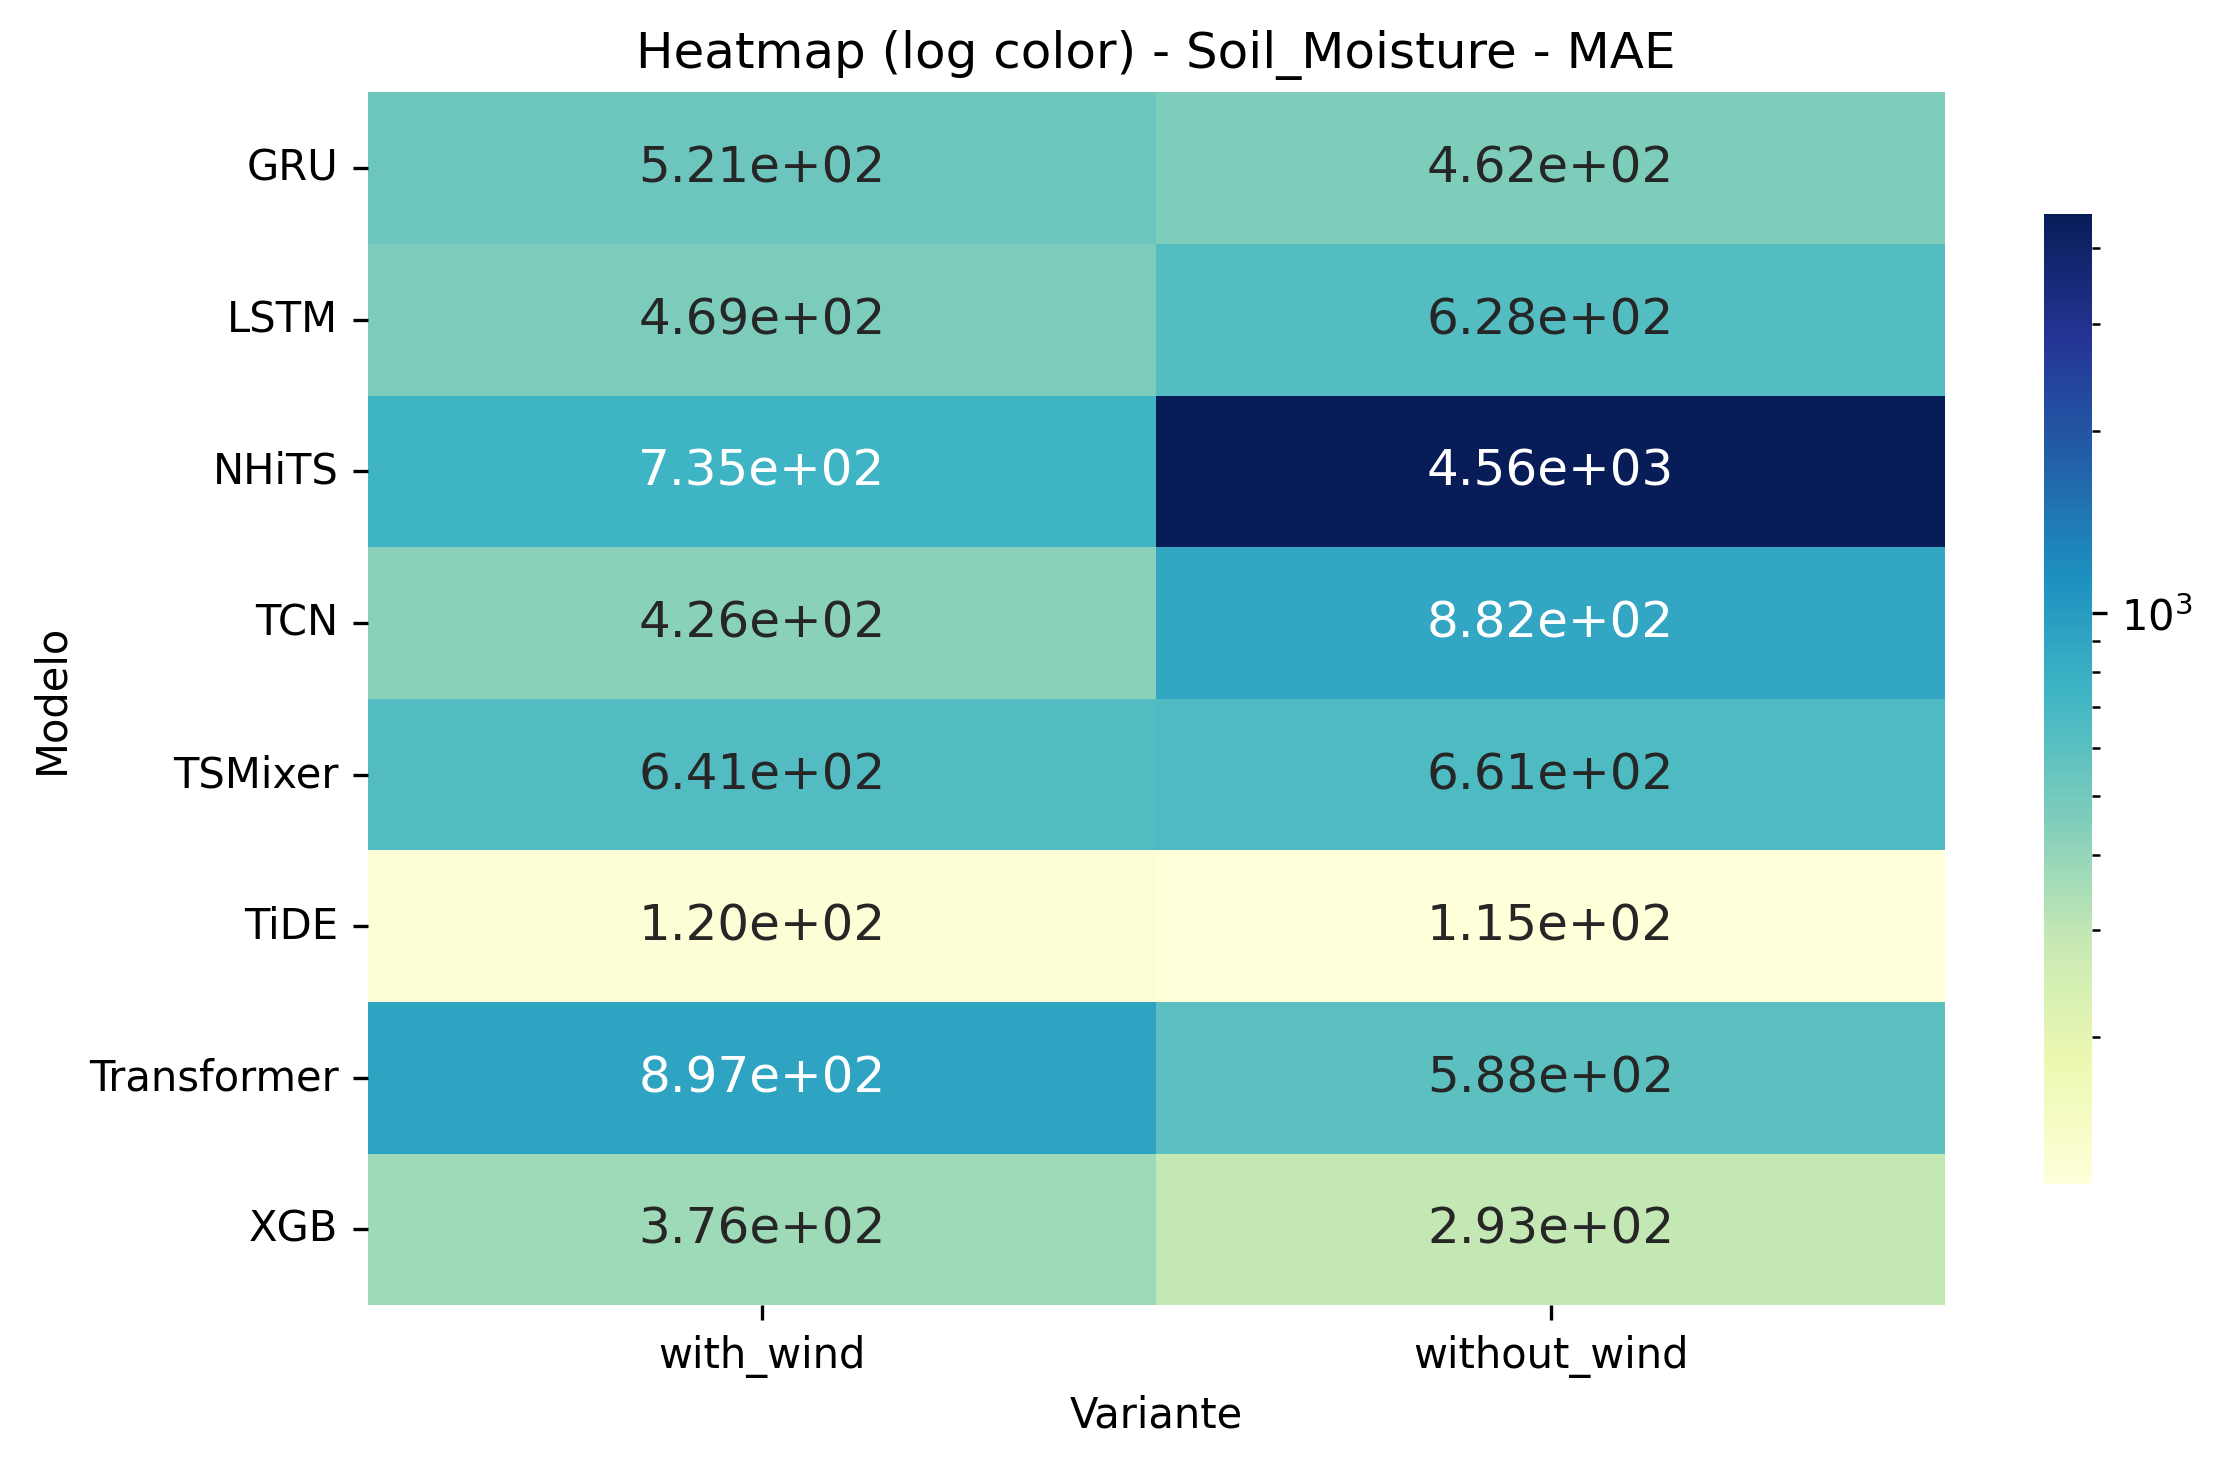 Heatmap (log color) - Soil_Moisture - MAE
GRU 5.21e+02 4.62e+02
LSTM 4.69e+02 6.28e+02
NHiTS 7.35e+02 4.56e+03
TCN 4.26e+02 8.82e+02
TSMixer 6.41e+02 6.61e+02
TiDE 1.20e+02 1.15e+02
Transformer 8.97e+02 5.88e+02
XGB 3.76e+02 2.93e+02
with_wind without_wind
Variante
Modelo
10³